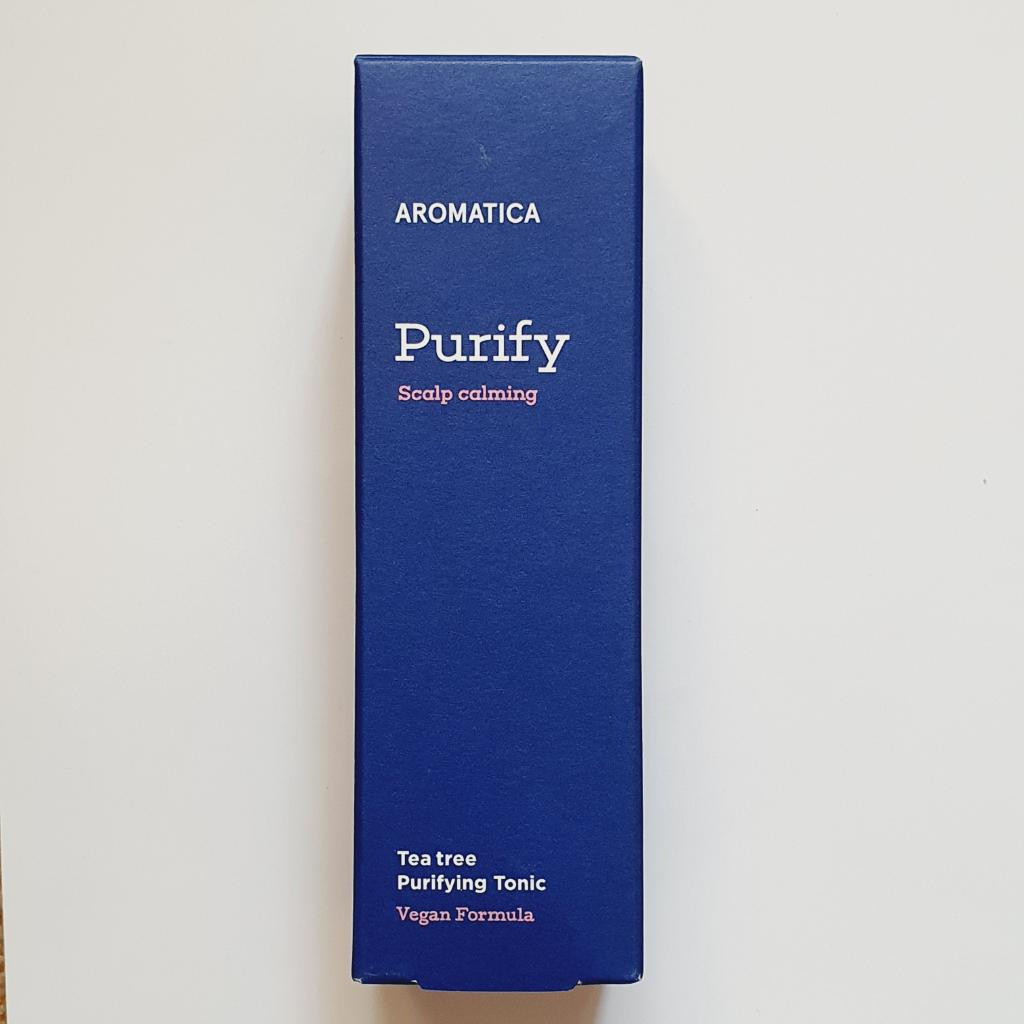 AROMATICA
Purify
Scalp calming
Tea tree
Purifying Tonic
Vegan Formula